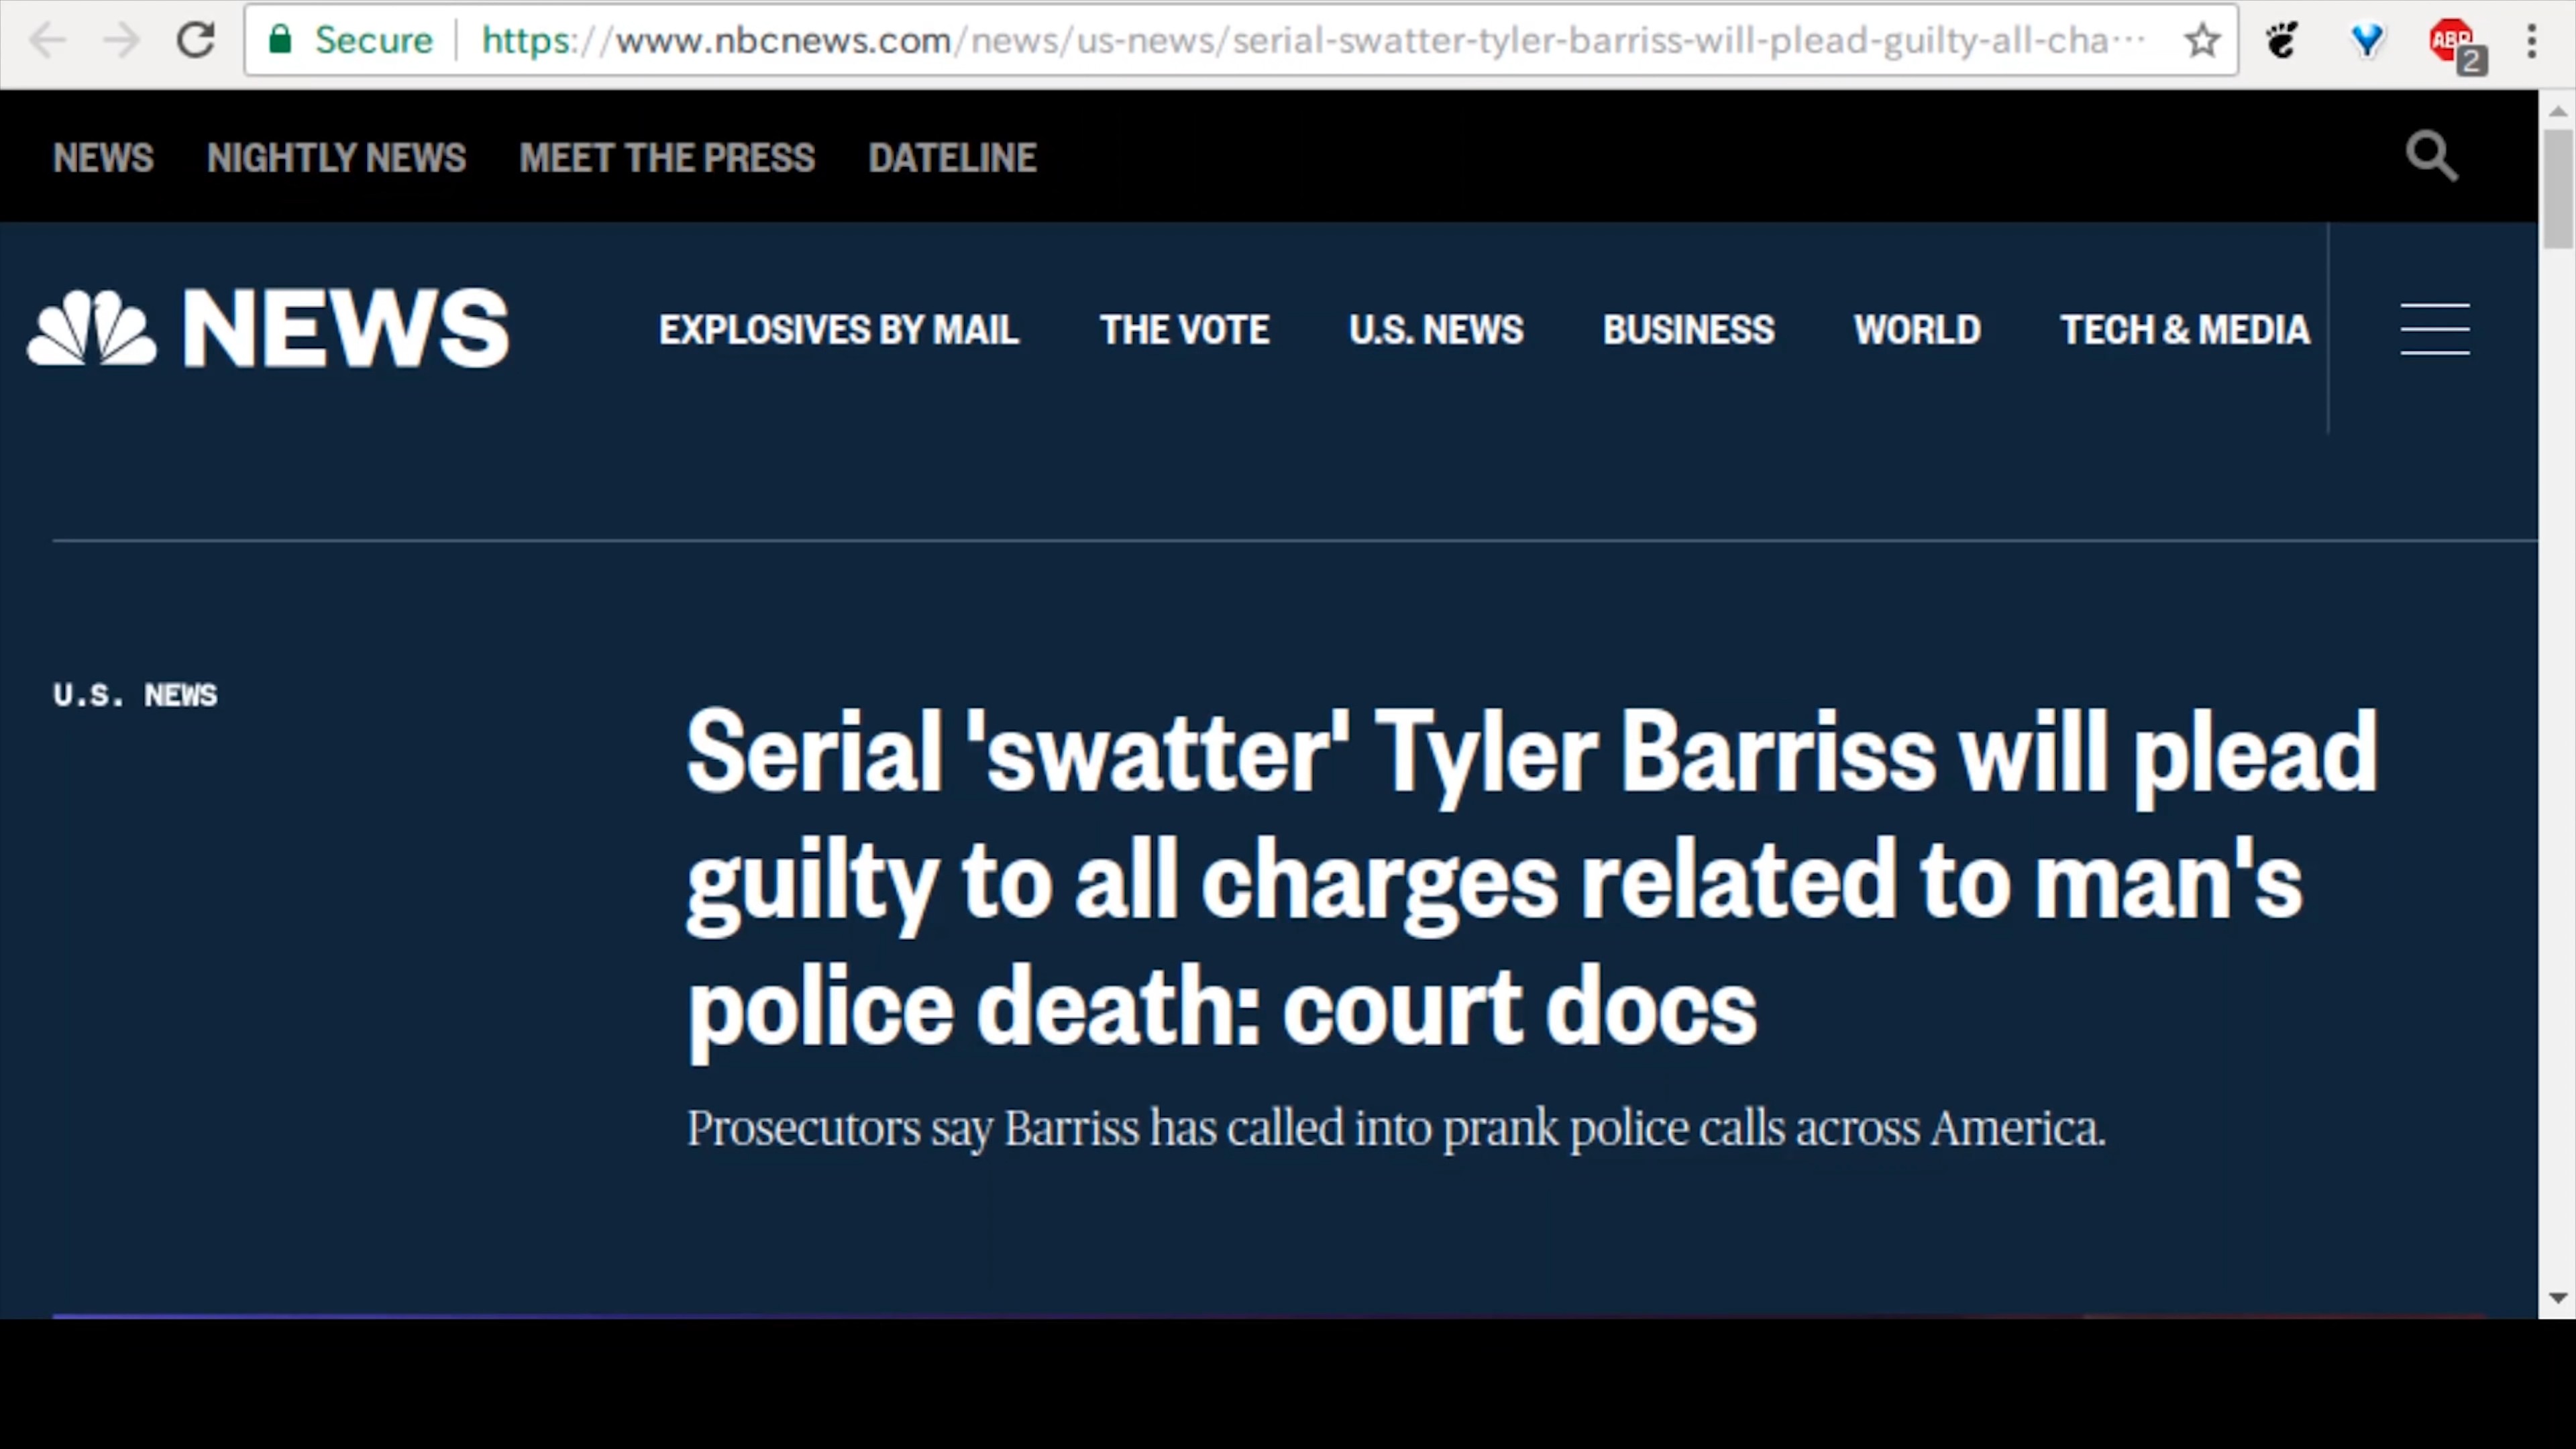 Secure https://www.nbcnews.com/news/us-news/serial-swatter-tyler-barriss-will-plead-guilty-all-cha… ABP 2
NEWS NIGHTLY NEWS MEET THE PRESS DATELINE
NEWS EXPLOSIVES BY MAIL THE VOTE U.S. NEWS BUSINESS WORLD TECH & MEDIA
U.S. NEWS
Serial 'swatter' Tyler Barriss will plead
guilty to all charges related to man's
police death: court docs
Prosecutors say Barriss has called into prank police calls across America.